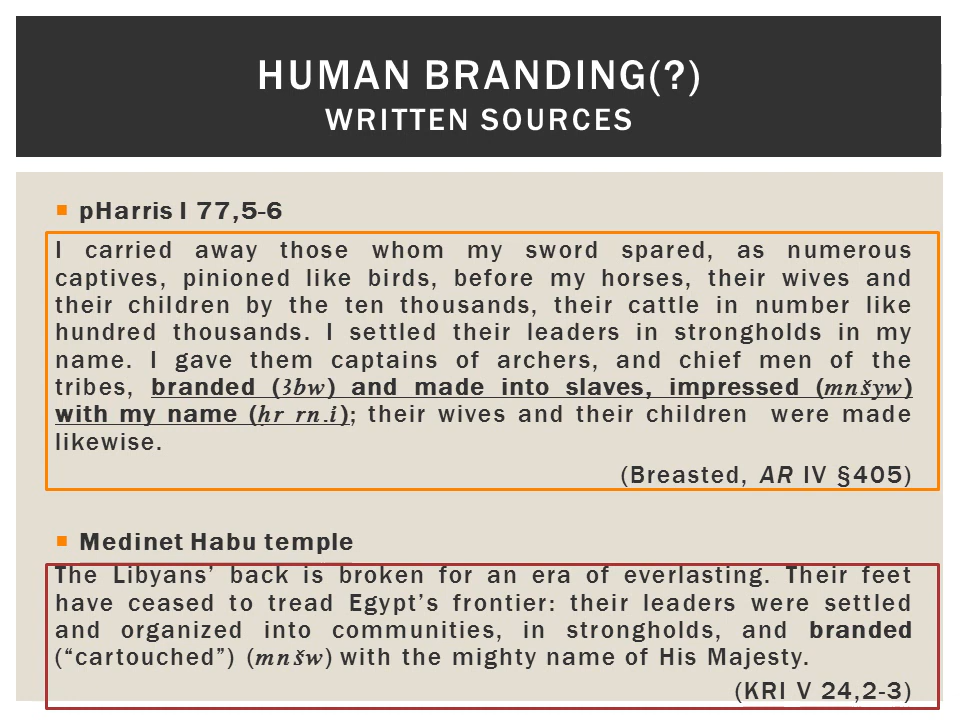 HUMAN BRANDING(?)
WRITTEN SOURCES
▪ pHarris I 77,5-6
I carried away those whom my sword spared, as numerous
captives, pinioned like birds, before my horses, their wives and
their children by the ten thousands, their cattle in number like
hundred thousands. I settled their leaders in strongholds in my
name. I gave them captains of archers, and chief men of the
tribes, branded (3bw) and made into slaves, impressed (mnšyw)
with my name (ḥr rn.i); their wives and their children were made
likewise.
(Breasted, AR IV §405)
▪ Medinet Habu temple
The Libyans’ back is broken for an era of everlasting. Their feet
have ceased to tread Egypt’s frontier: their leaders were settled
and organized into communities, in strongholds, and branded
(“cartouched”) (mnšw) with the mighty name of His Majesty.
(KRI V 24,2-3)